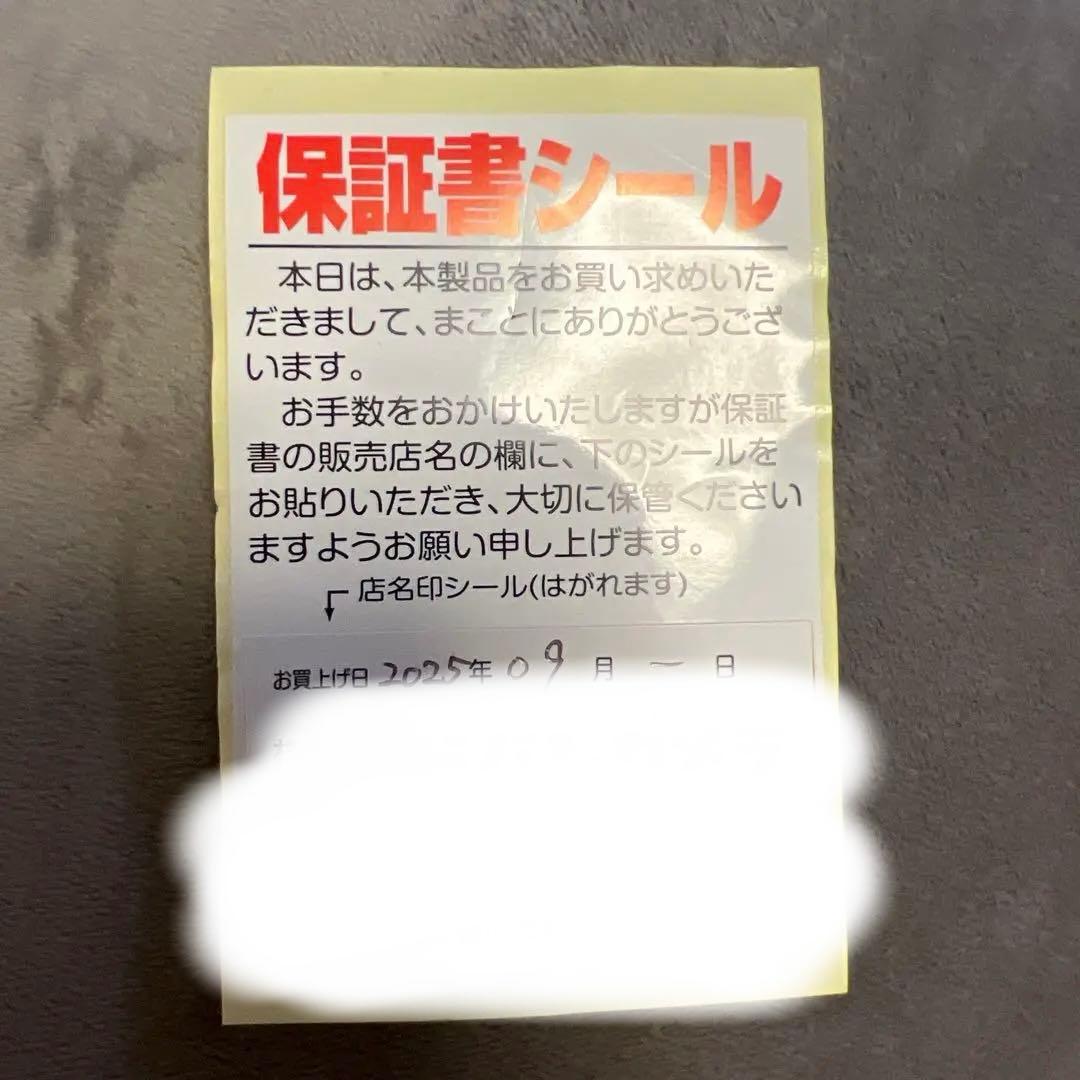 保証書シール
本日は、本製品をお買い求めいた
だきまして、まことにありがとうござ
います。
お手数をおかけいたしますが保証
書の販売店名の欄に、下のシールを
お貼りいただき、大切に保管ください
ますようお願い申し上げます。
店名印シール(はがれます)
お買上げ日 2025年 09月 一 日